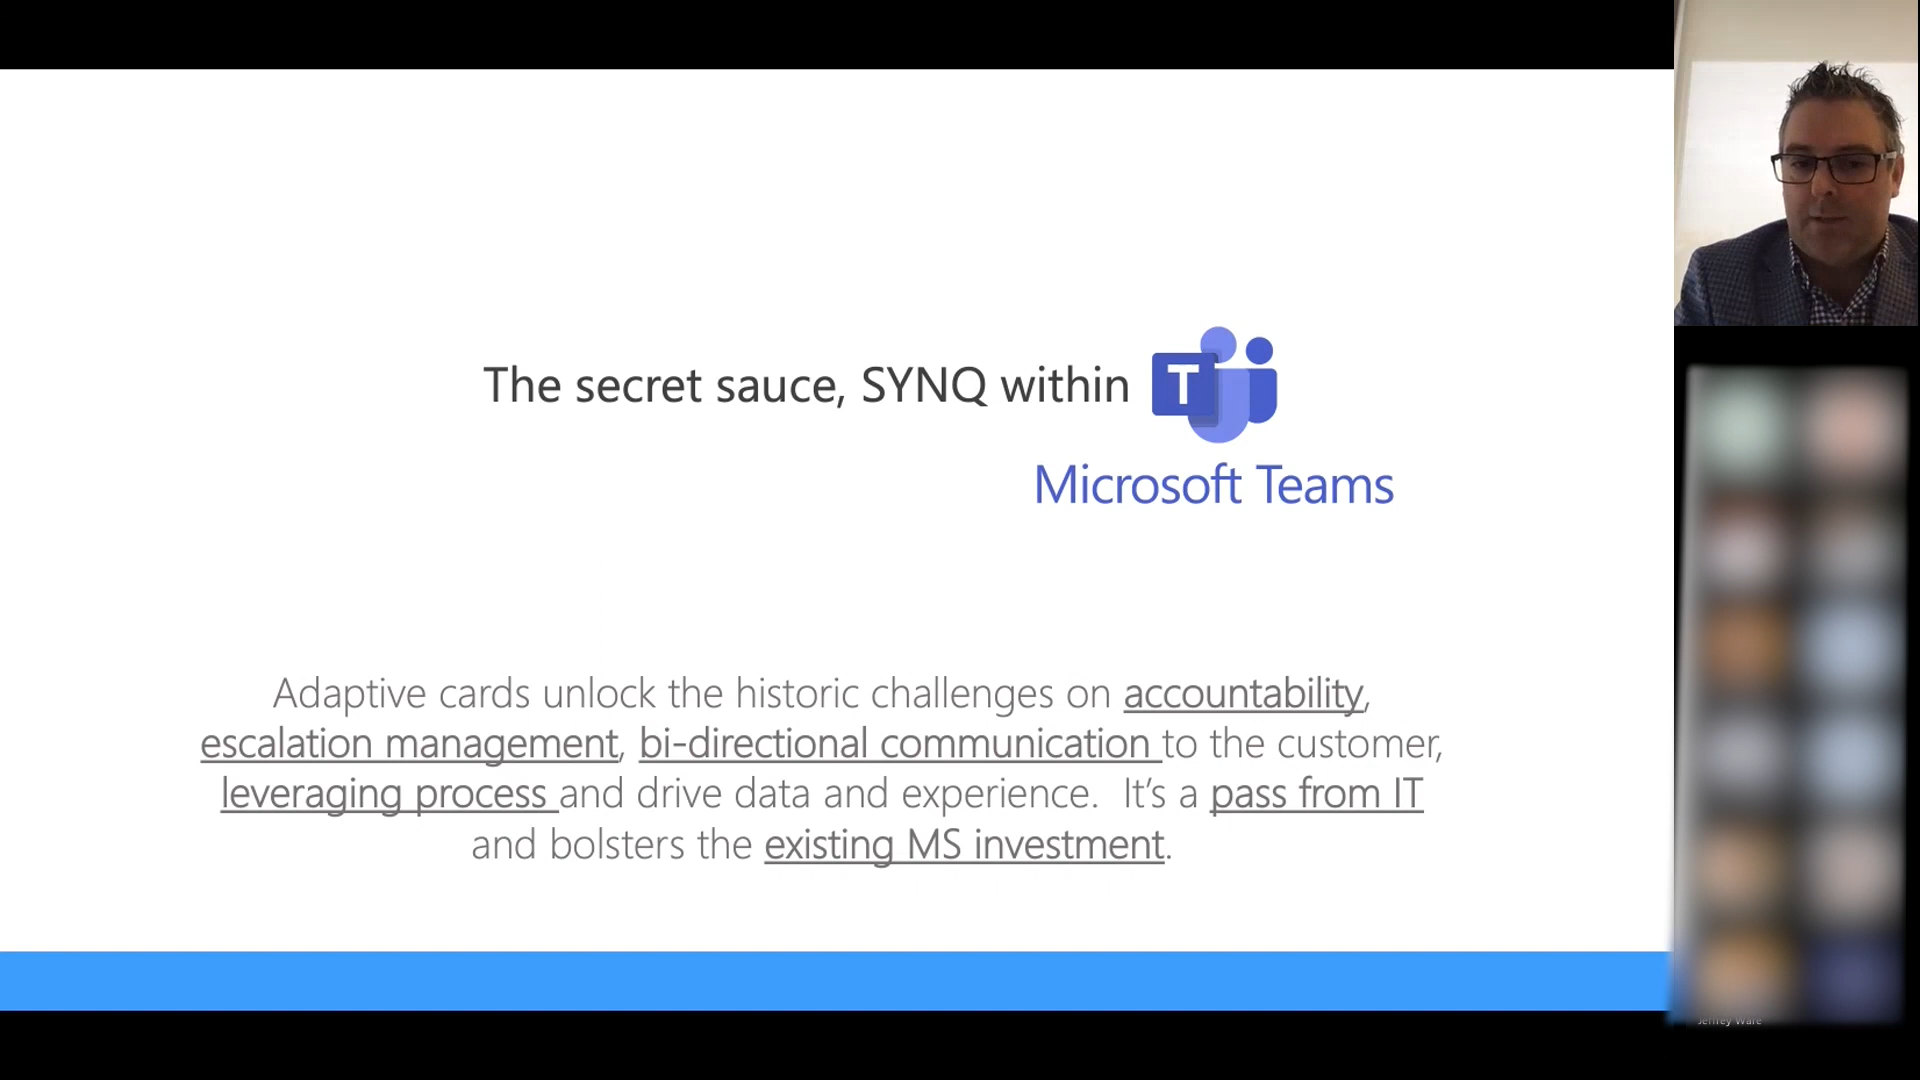 The secret sauce, SYNQ within
T
Microsoft Teams
Adaptive cards unlock the historic challenges on accountability,
escalation management, bi-directional communication to the customer,
leveraging process and drive data and experience. It’s a pass from IT
and bolsters the existing MS investment.
Jeffrey Ware